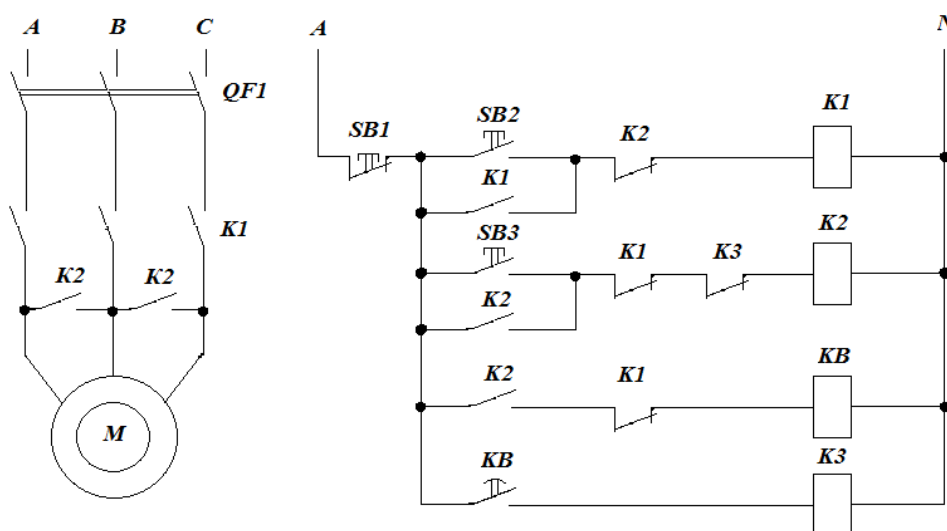 A B C
QF1
K1
K2 K2
M
A N
SB1 SB2 K2 K1
K1
SB3 K1 K3 K2
K2
K2 K1 KB
KB K3